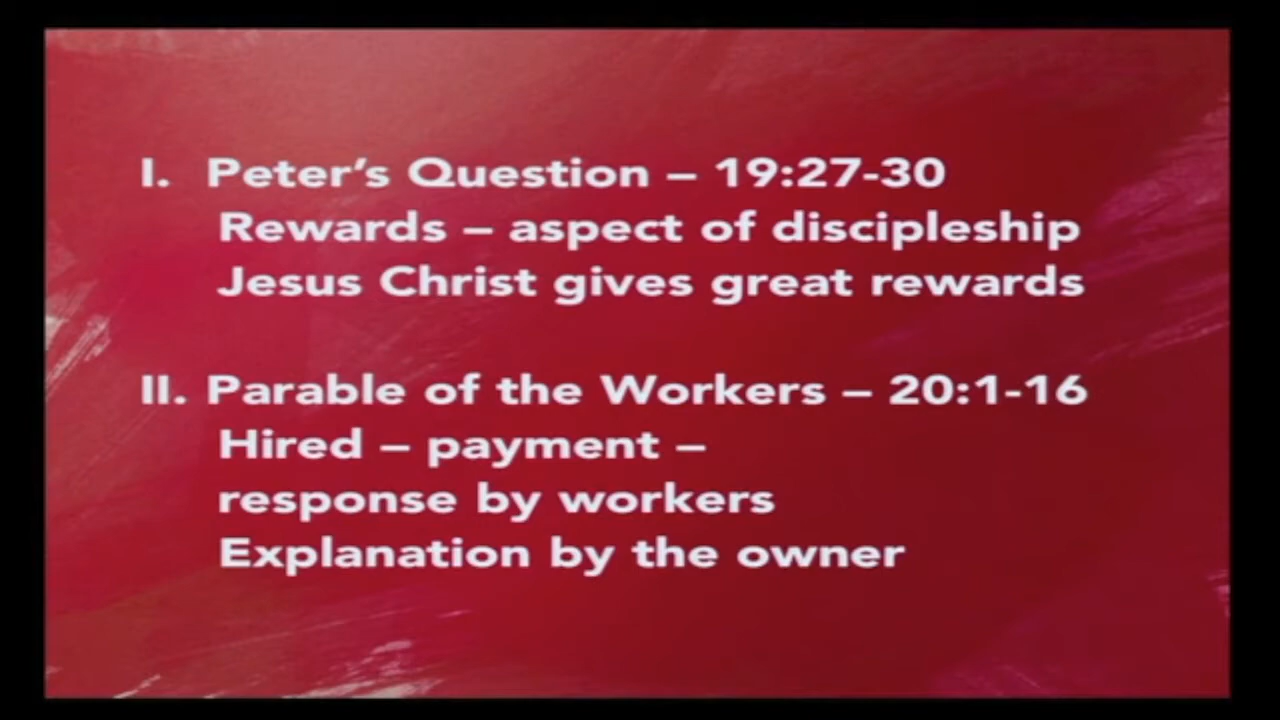 I. Peter's Question – 19:27-30
Rewards – aspect of discipleship
Jesus Christ gives great rewards
II. Parable of the Workers – 20:1-16
Hired – payment –
response by workers
Explanation by the owner